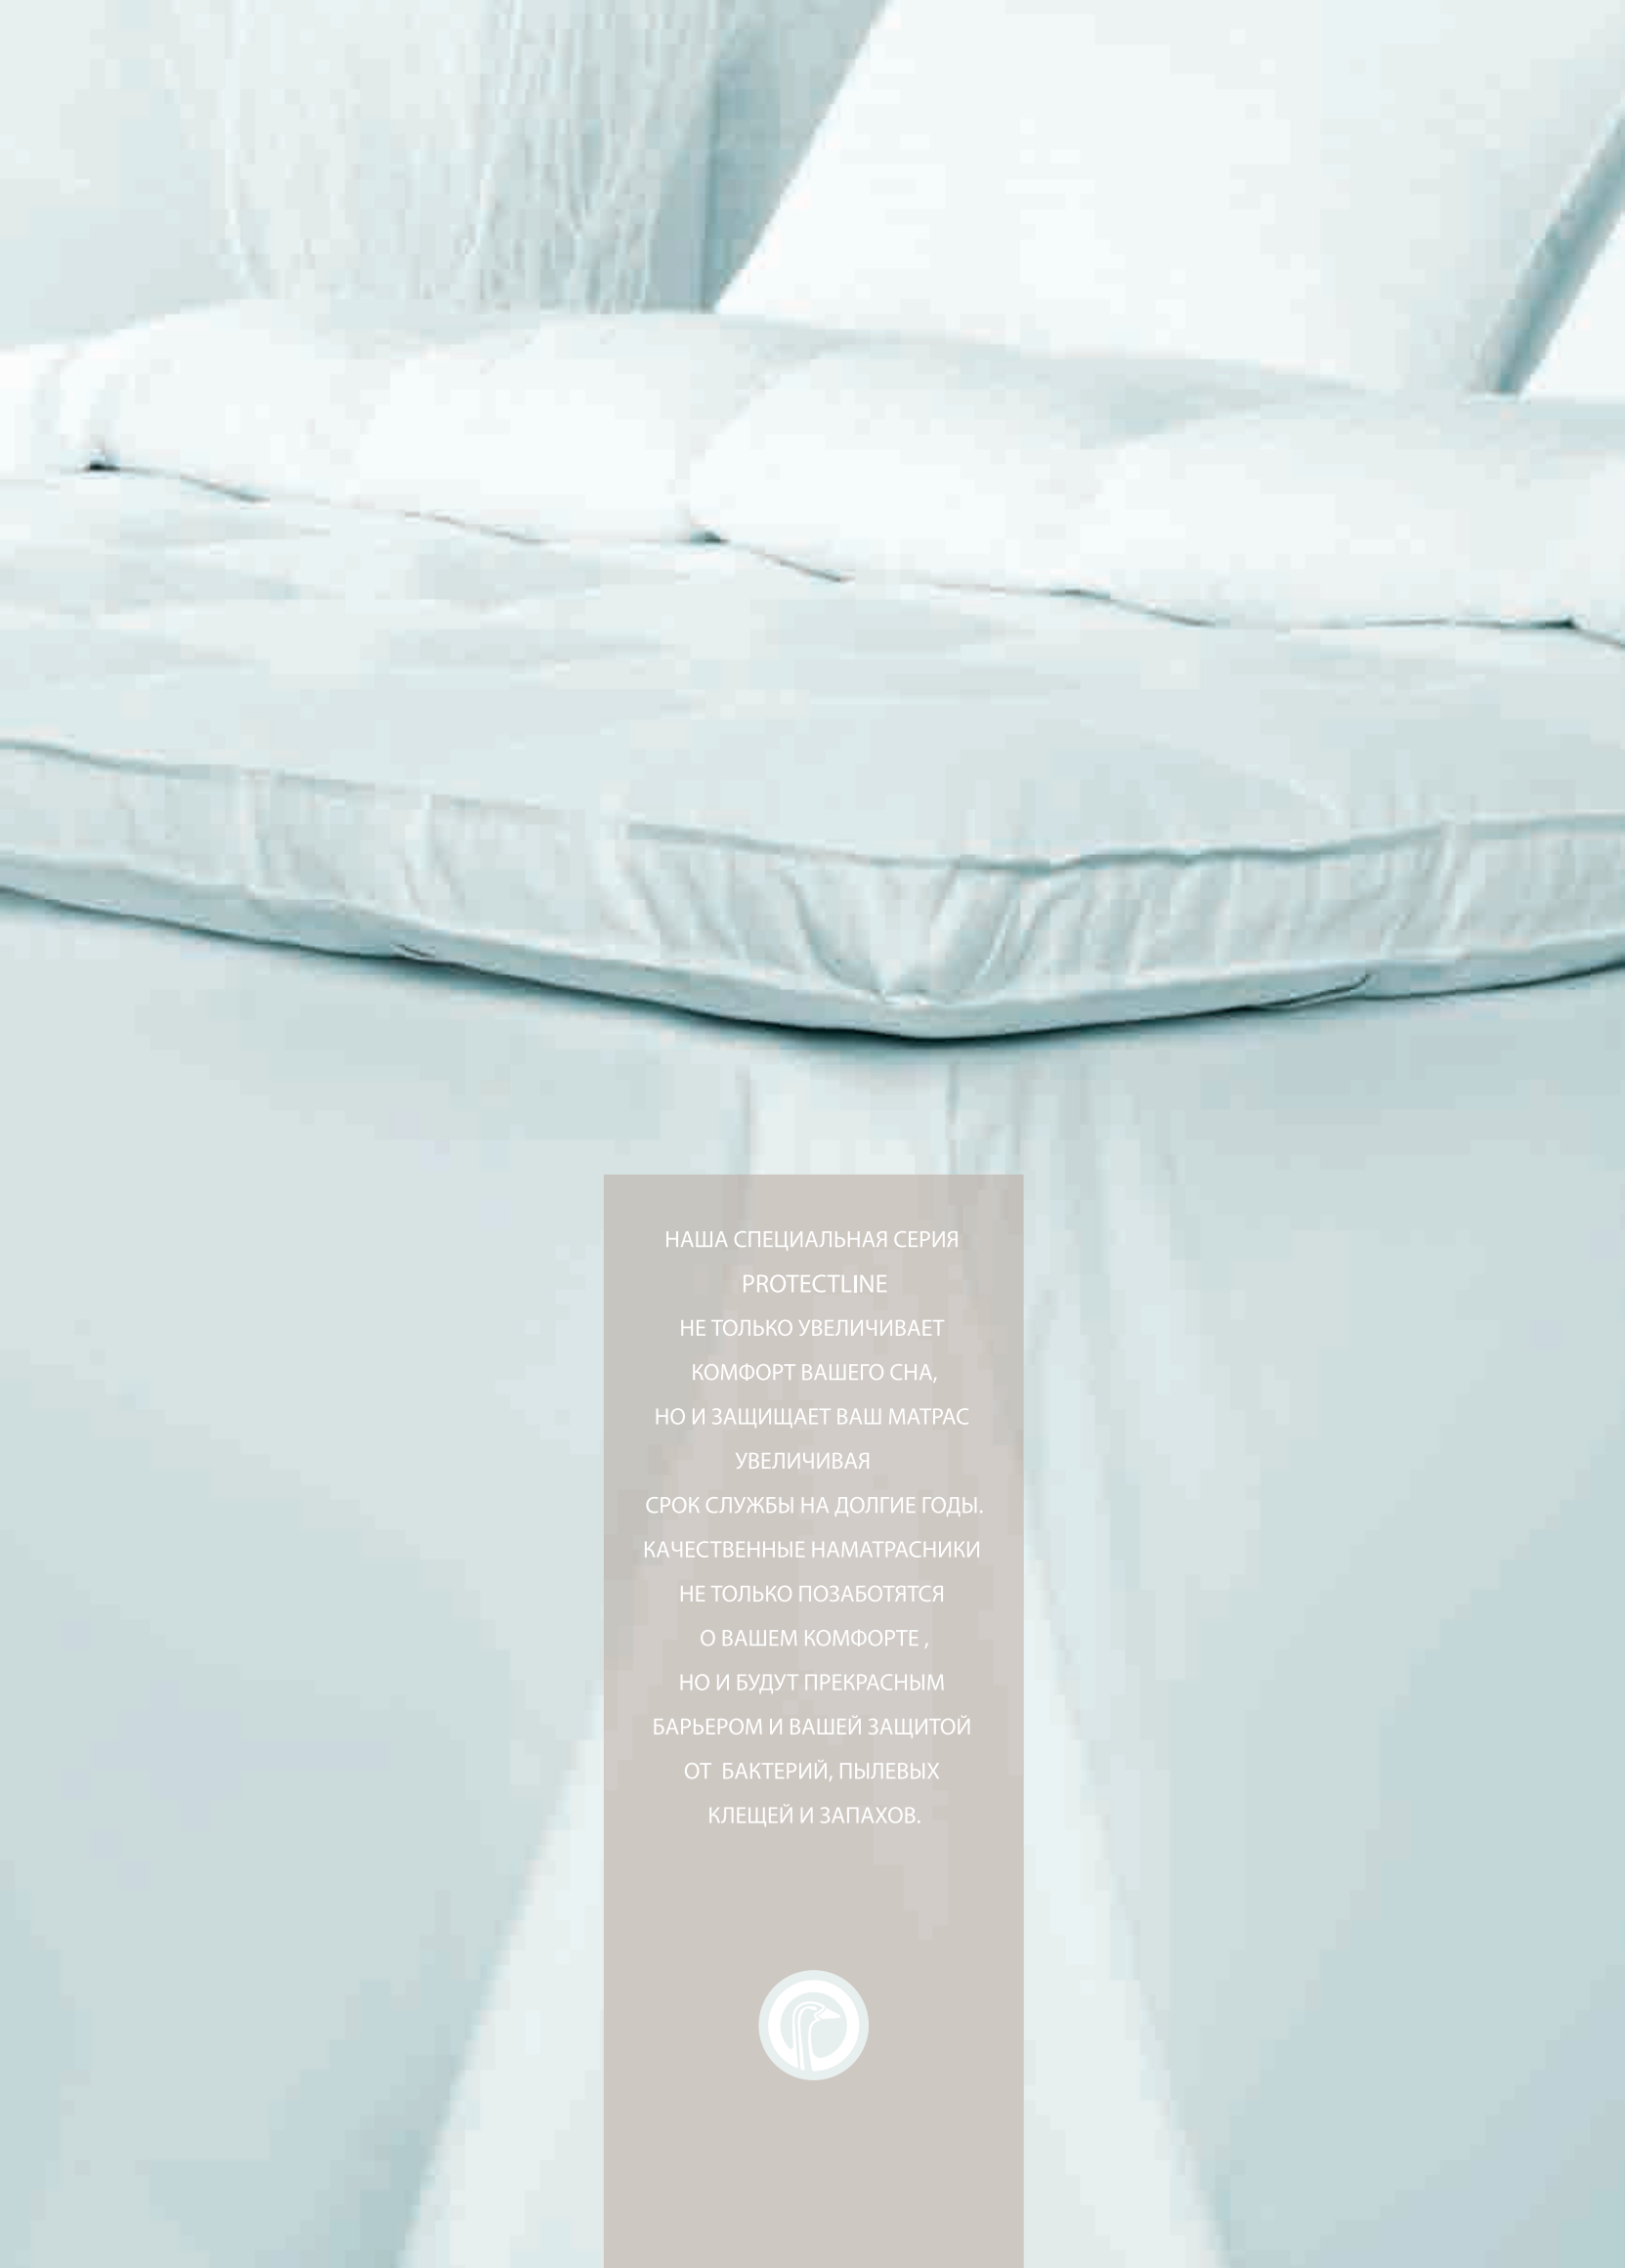 НАША СПЕЦИАЛЬНАЯ СЕРИЯ
PROTECTLINE
НЕ ТОЛЬКО УВЕЛИЧИВАЕТ
КОМФОРТ ВАШЕГО СНА,
НО И ЗАЩИЩАЕТ ВАШ МАТРАС
УВЕЛИЧИВАЯ
СРОК СЛУЖБЫ НА ДОЛГИЕ ГОДЫ.
КАЧЕСТВЕННЫЕ НАМАТРАСНИКИ
НЕ ТОЛЬКО ПОЗАБОТЯТСЯ
О ВАШЕМ КОМФОРТЕ ,
НО И БУДУТ ПРЕКРАСНЫМ
БАРЬЕРОМ И ВАШЕЙ ЗАЩИТОЙ
ОТ  БАКТЕРИЙ, ПЫЛЕВЫХ
КЛЕЩЕЙ И ЗАПАХОВ.